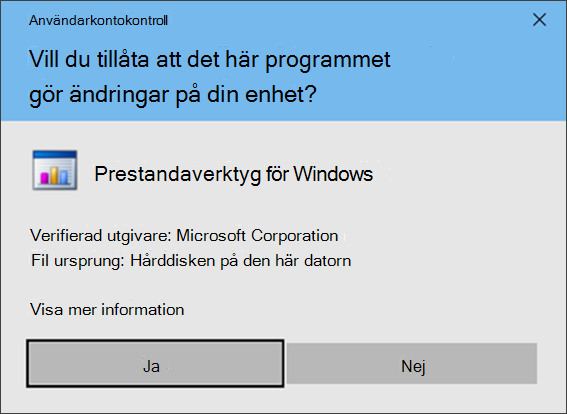 Användarkontokontroll
Vill du tillåta att det här programmet
gör ändringar på din enhet?
Prestandaverktyg för Windows
Verifierad utgivare: Microsoft Corporation
Fil ursprung: Hårddisken på den här datorn
Visa mer information
Ja
Nej